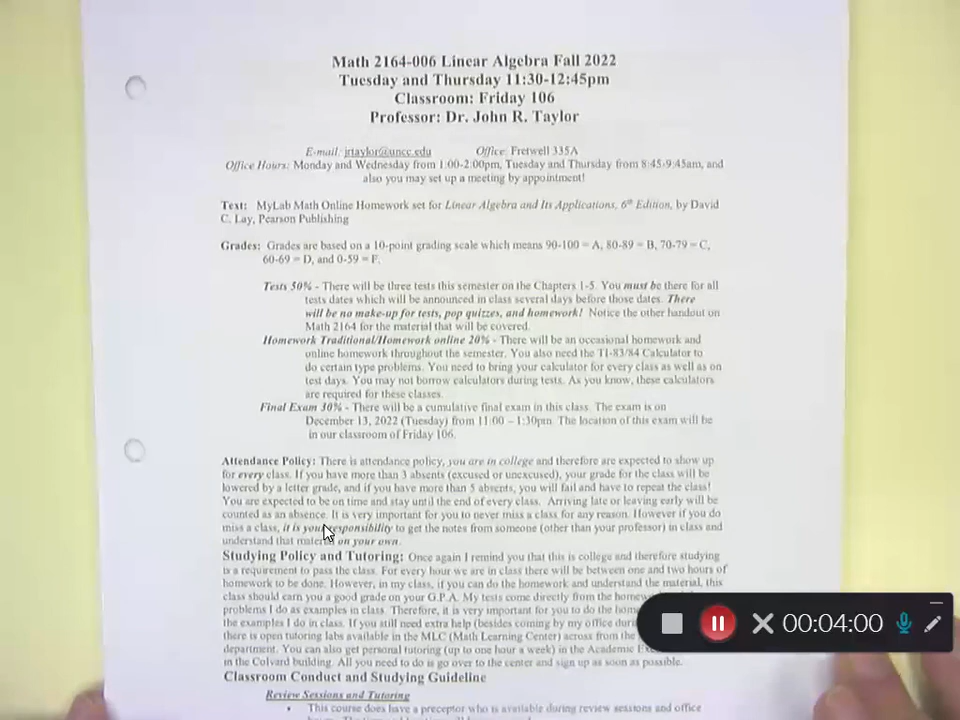 Math 2164-006 Linear Algebra Fall 2022
Tuesday and Thursday 11:30-12:45pm
Classroom: Friday 106
Professor: Dr. John R. Taylor
E-mail: jrtaylor@uncc.edu Office: Fretwell 335A
Office Hours: Monday and Wednesday from 1:00-2:00pm, Tuesday and Thursday from 8:45-9:45am, and
also you may set up a meeting by appointment!
Text: MyLab Math Online Homework set for Linear Algebra and Its Applications, 6th Edition, by David
C. Lay, Pearson Publishing
Grades: Grades are based on a 10-point grading scale which means 90-100 = A, 80-89 = B, 70-79 = C,
60-69 = D, and 0-59 = F.
Tests 50% - There will be three tests this semester on the Chapters 1-5. You must be there for all
tests dates which will be announced in class several days before those dates. There
will be no make-up for tests, pop quizzes, and homework! Notice the other handout on
Math 2164 for the material that will be covered.
Homework Traditional/Homework online 20% - There will be an occasional homework and
online homework throughout the semester. You also need the TI-83/84 Calculator to
do certain type problems. You need to bring your calculator for every class as well as on
test days. You may not borrow calculators during tests. As you know, these calculators
are required for these classes.
Final Exam 30% - There will be a cumulative final exam in this class. The exam is on
December 13, 2022 (Tuesday) from 11:00 – 1:30pm. The location of this exam will be
in our classroom of Friday 106.
Attendance Policy: There is attendance policy, you are in college and therefore are expected to show up
for every class. If you have more than 3 absents (excused or unexcused), your grade for the class will be
lowered by a letter grade, and if you have more than 5 absents, you will fail and have to repeat the class!
You are expected to be on time and stay until the end of every class. Arriving late or leaving early will be
counted as an absence. It is very important for you to never miss a class for any reason. However if you do
miss a class, it is your responsibility to get the notes from someone (other than your professor) in class and
understand that material on your own.
Studying Policy and Tutoring: Once again I remind you that this is college and therefore studying
is a requirement to pass the class. For every hour we are in class there will be between one and two hours of
homework to be done. However, in my class, if you can do the homework and understand the material, this
class should earn you a good grade on your G.P.A. My tests come directly from the
problems I do as examples in class. Therefore, it is very important for you to do the
the examples I do in class. If you still need extra help (besides coming by my office
there is open tutoring labs available in the MLC (Math Learning Center) across from the
department. You can also get personal tutoring (up to one hour a week) in the Academic
in the Colvard building. All you need to do is go over to the center and sign up as soon as possible.
Classroom Conduct and Studying Guideline
Review Sessions and Tutoring
• This course does have a preceptor who is available during review sessions and office
00:04:00